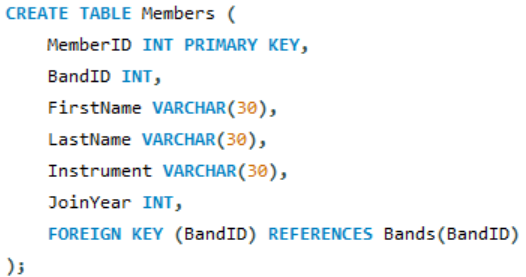 CREATE TABLE Members (
    MemberID INT PRIMARY KEY,
    BandID INT,
    FirstName VARCHAR(30),
    LastName VARCHAR(30),
    Instrument VARCHAR(30),
    JoinYear INT,
    FOREIGN KEY (BandID) REFERENCES Bands(BandID)
);